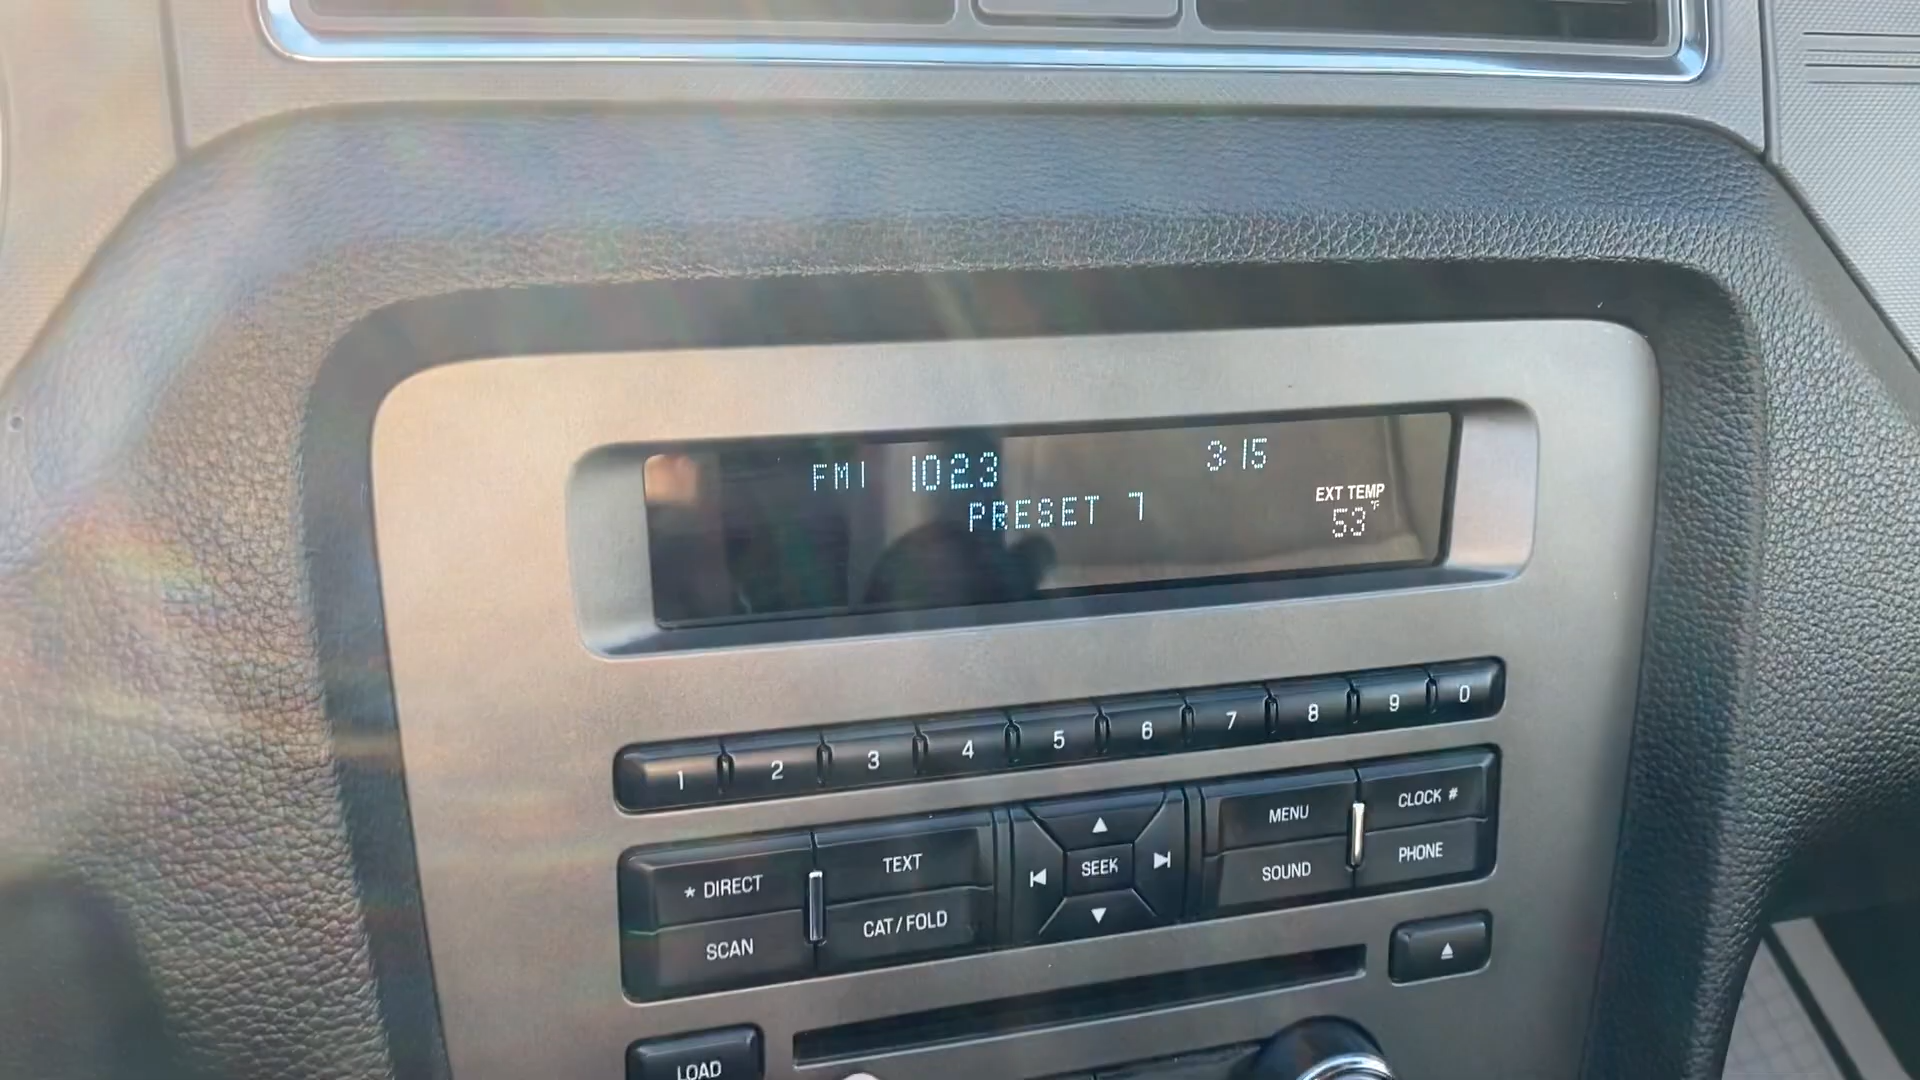 FM1 102.3 3:15
PRESET 7
EXT TEMP
53°F
1 2 3 4 5 6 7 8 9 0
* DIRECT TEXT SEEK MENU CLOCK #
SCAN CAT/FOLD SOUND PHONE
LOAD